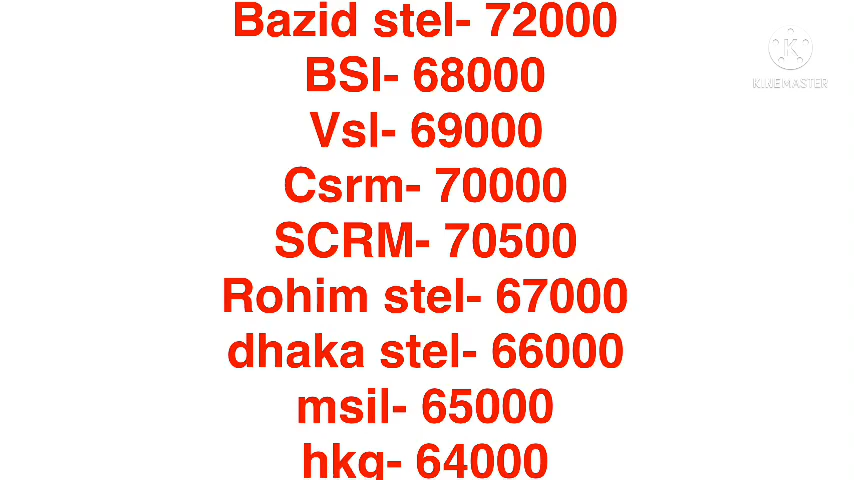 Bazid stel- 72000
BSl- 68000
Vsl- 69000
Csrm- 70000
SCRM- 70500
Rohim stel- 67000
dhaka stel- 66000
msil- 65000
hkg- 64000
KINEMASTER